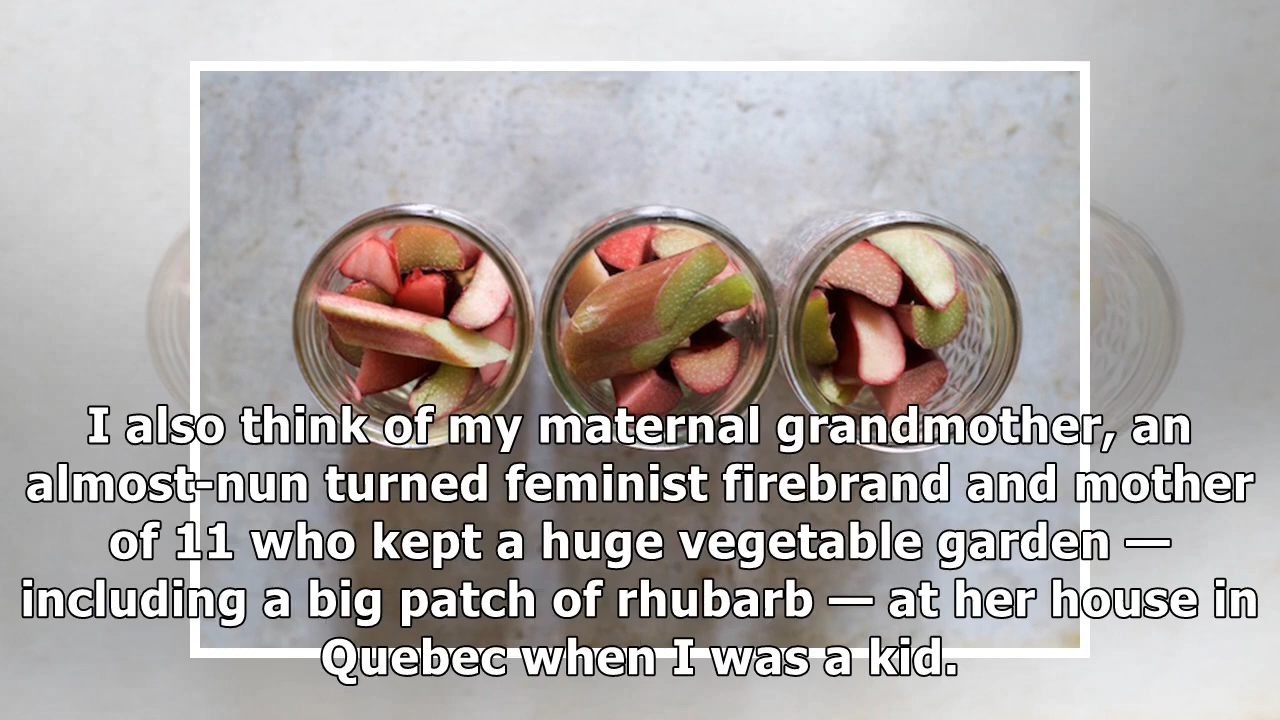 I also think of my maternal grandmother, an
almost-nun turned feminist firebrand and mother
of 11 who kept a huge vegetable garden —
including a big patch of rhubarb — at her house in
Quebec when I was a kid.